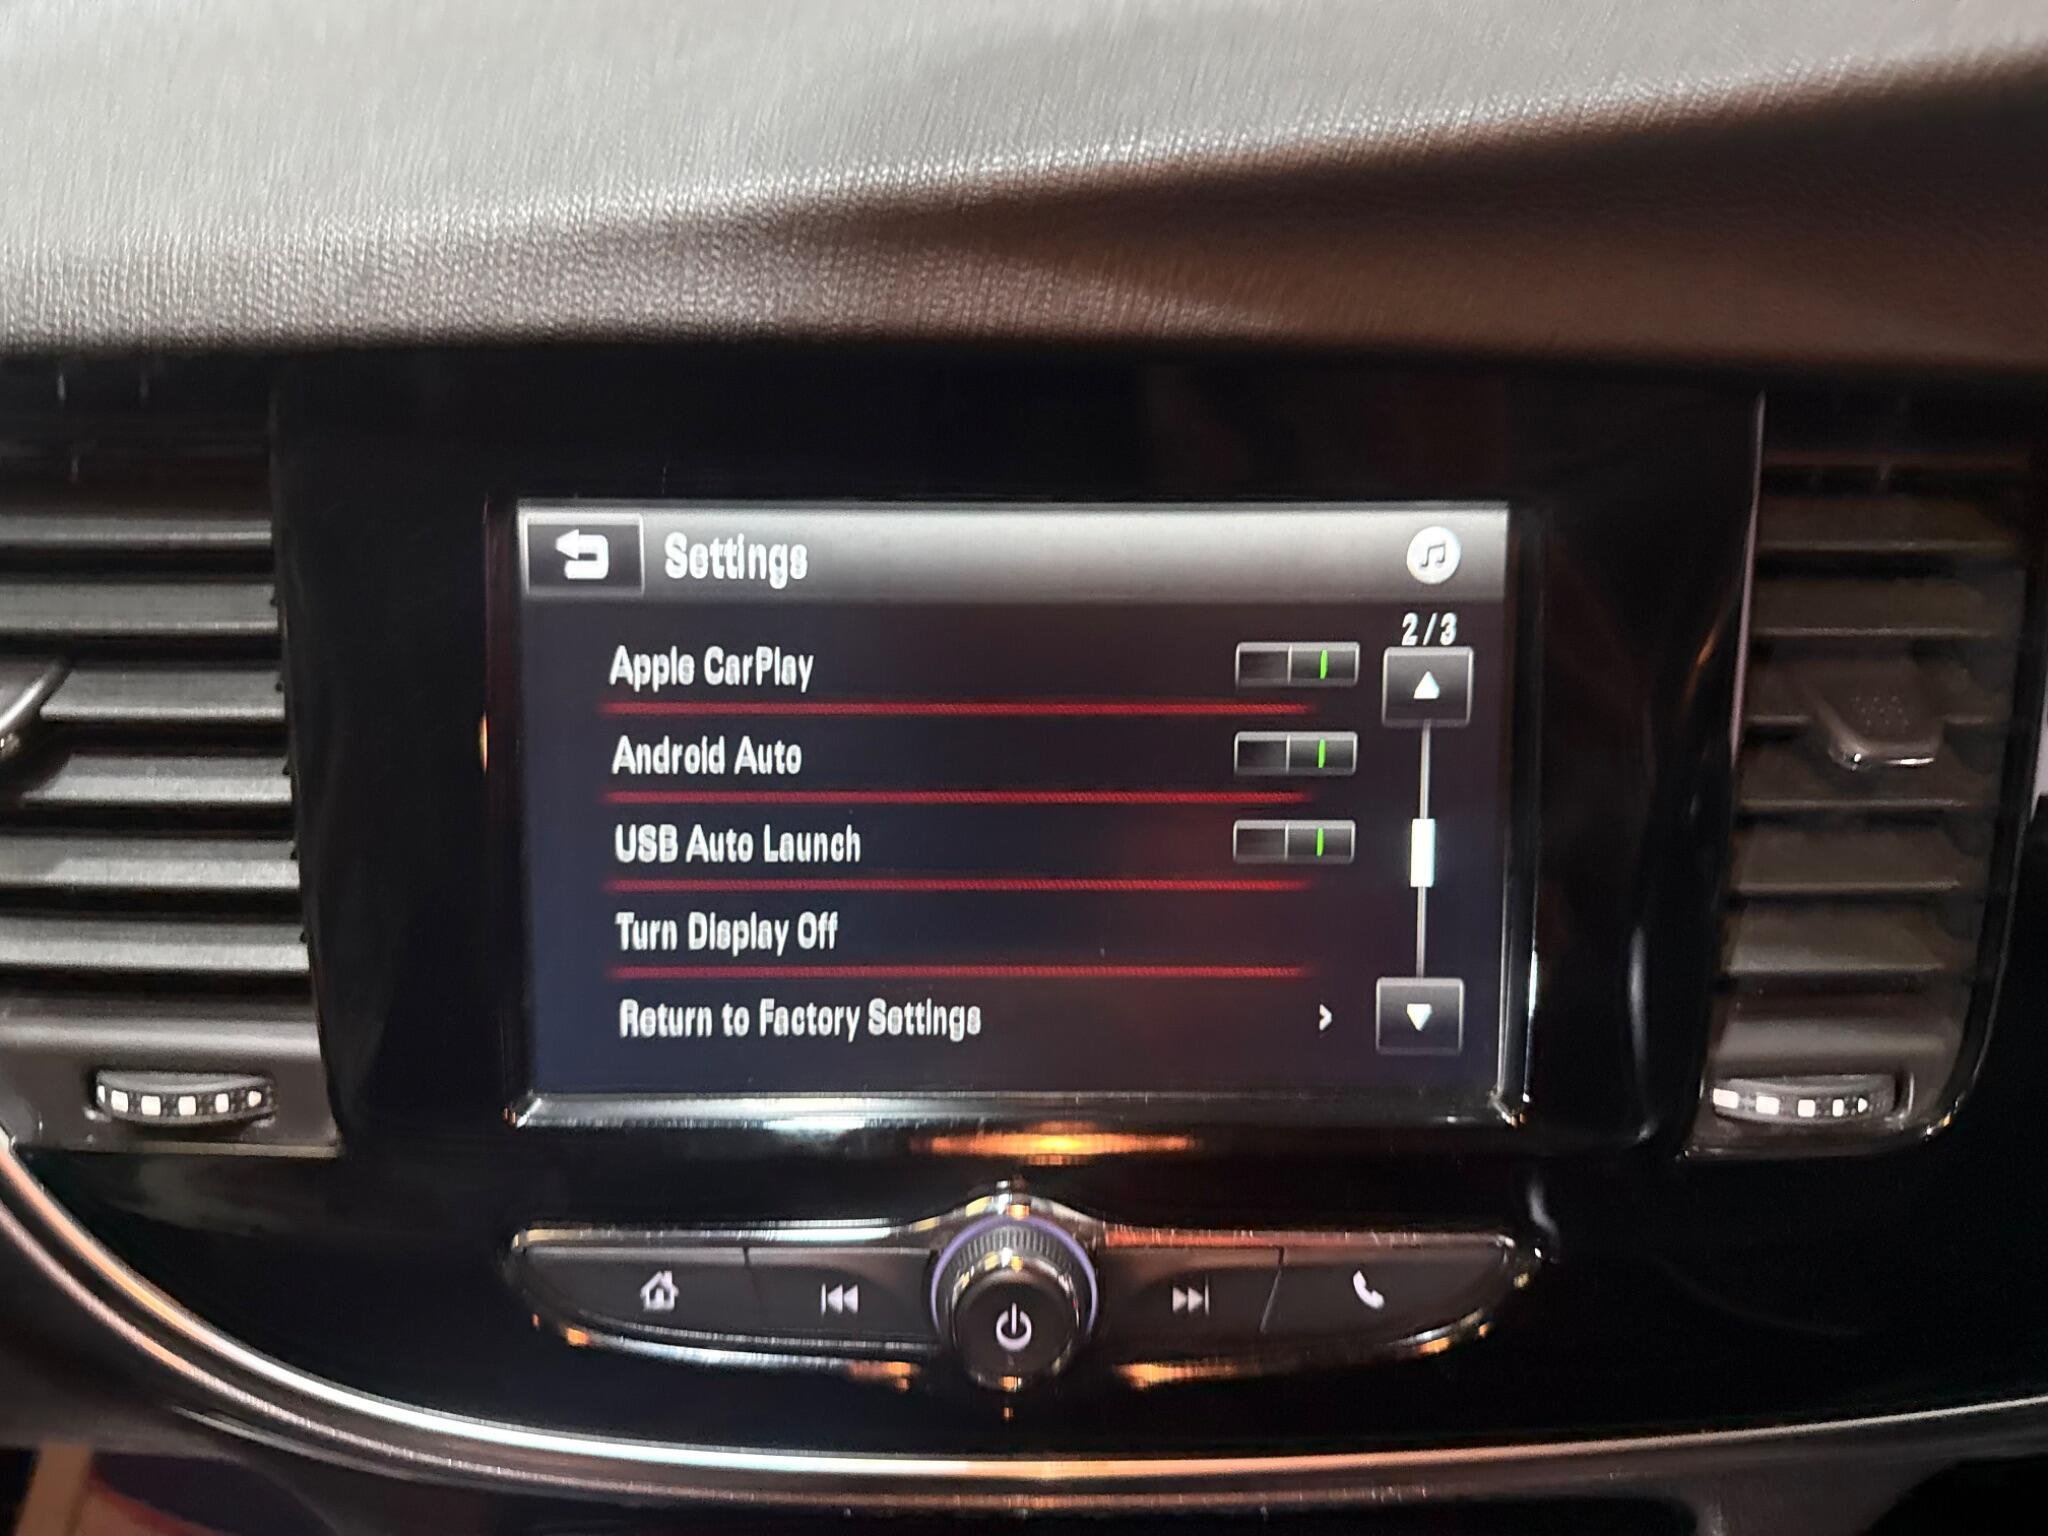 Settings
2/3
Apple CarPlay
Android Auto
USB Auto Launch
Turn Display Off
Return to Factory Settings